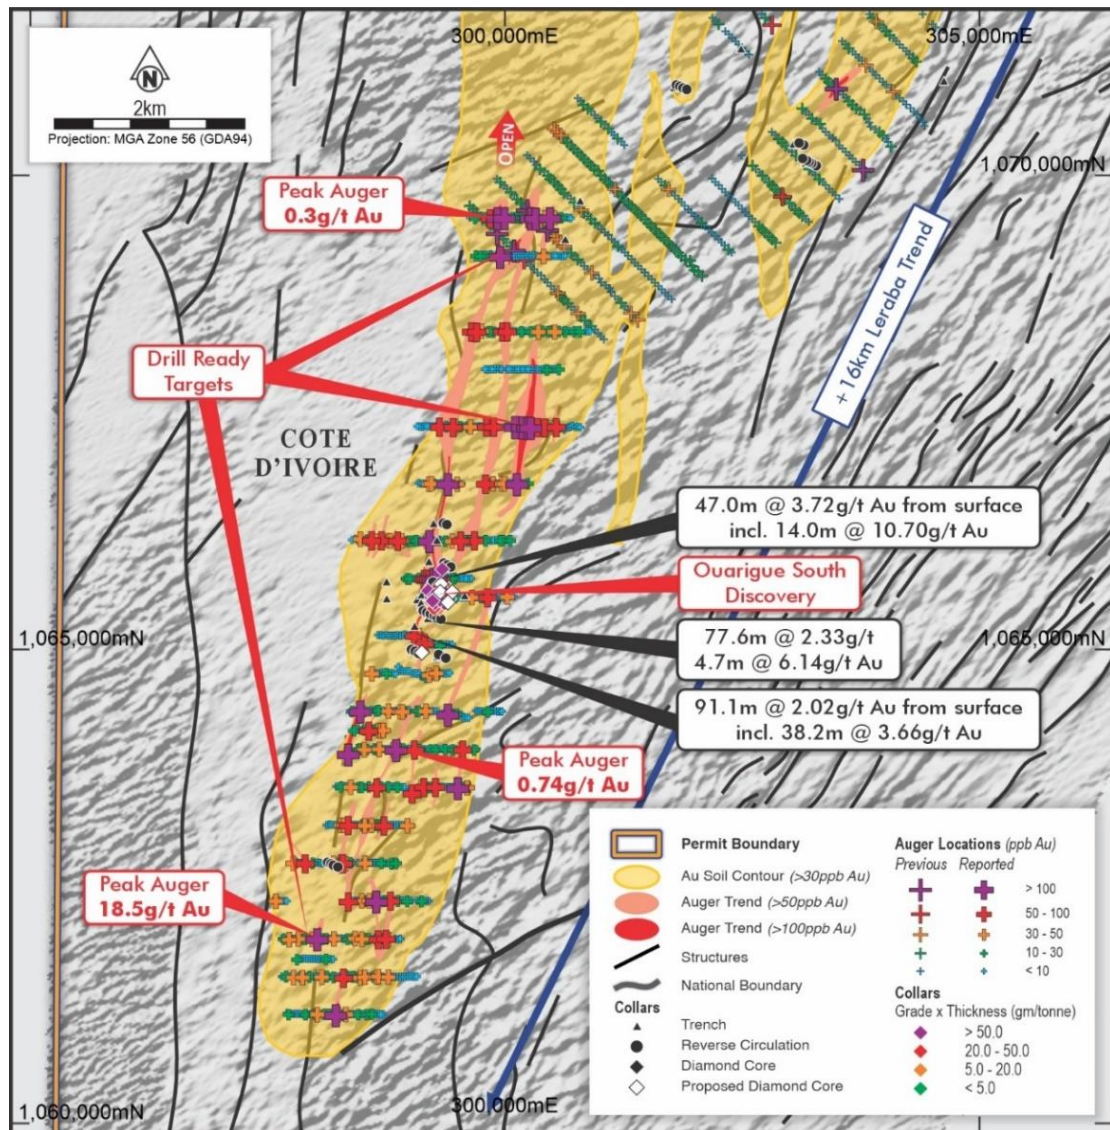 300,000mE
305,000mE
N
2km
Projection: MGA Zone 56 (GDA94)
OPEN
1,070,000mN
Peak Auger
0.3g/t Au
+16km Leraba Trend
Drill Ready
Targets
COTE
D'IVOIRE
47.0m @ 3.72g/t Au from surface
incl. 14.0m @ 10.70g/t Au
Ouarigue South
Discovery
1,065,000mN
1,065,000mN
77.6m @ 2.33g/t
4.7m @ 6.14g/t Au
91.1m @ 2.02g/t Au from surface
incl. 38.2m @ 3.66g/t Au
Peak Auger
0.74g/t Au
Peak Auger
18.5g/t Au
Permit Boundary
Au Soil Contour (>30ppb Au)
Auger Trend (>50ppb Au)
Auger Trend (>100ppb Au)
Structures
National Boundary
Collars
Trench
Reverse Circulation
Diamond Core
Proposed Diamond Core
Auger Locations (ppb Au)
Previous Reported
> 100
50 - 100
30 - 50
10 - 30
< 10
Collars
Grade x Thickness (gm/tonne)
> 50.0
20.0 - 50.0
5.0 - 20.0
< 5.0
1,060,000mN
300,000mE